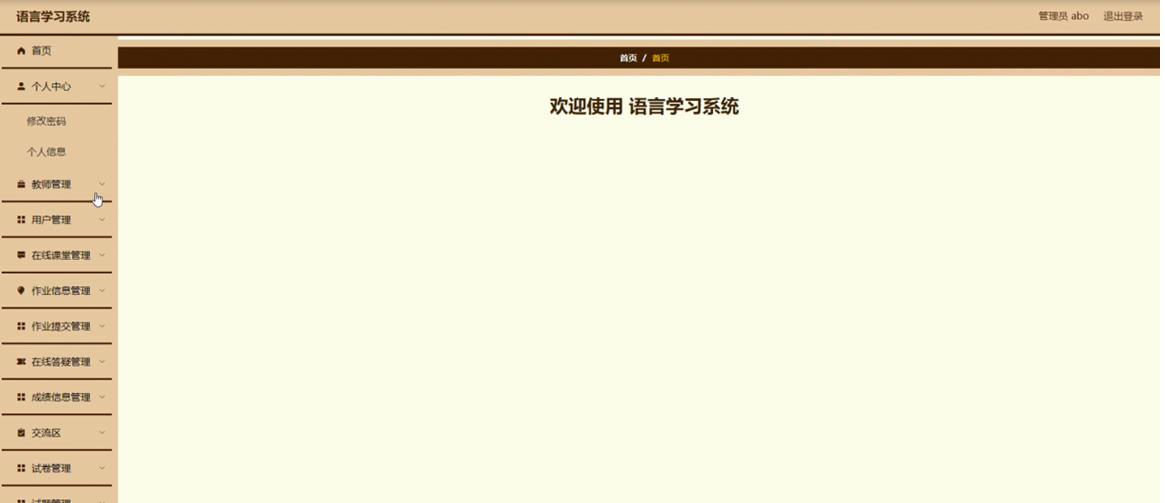 语言学习系统
管理员 abo 退出登录
首页
首页 / 首页
个人中心
欢迎使用 语言学习系统
修改密码
个人信息
教师管理
用户管理
在线课堂管理
作业信息管理
作业提交管理
在线答疑管理
成绩信息管理
交流区
试卷管理